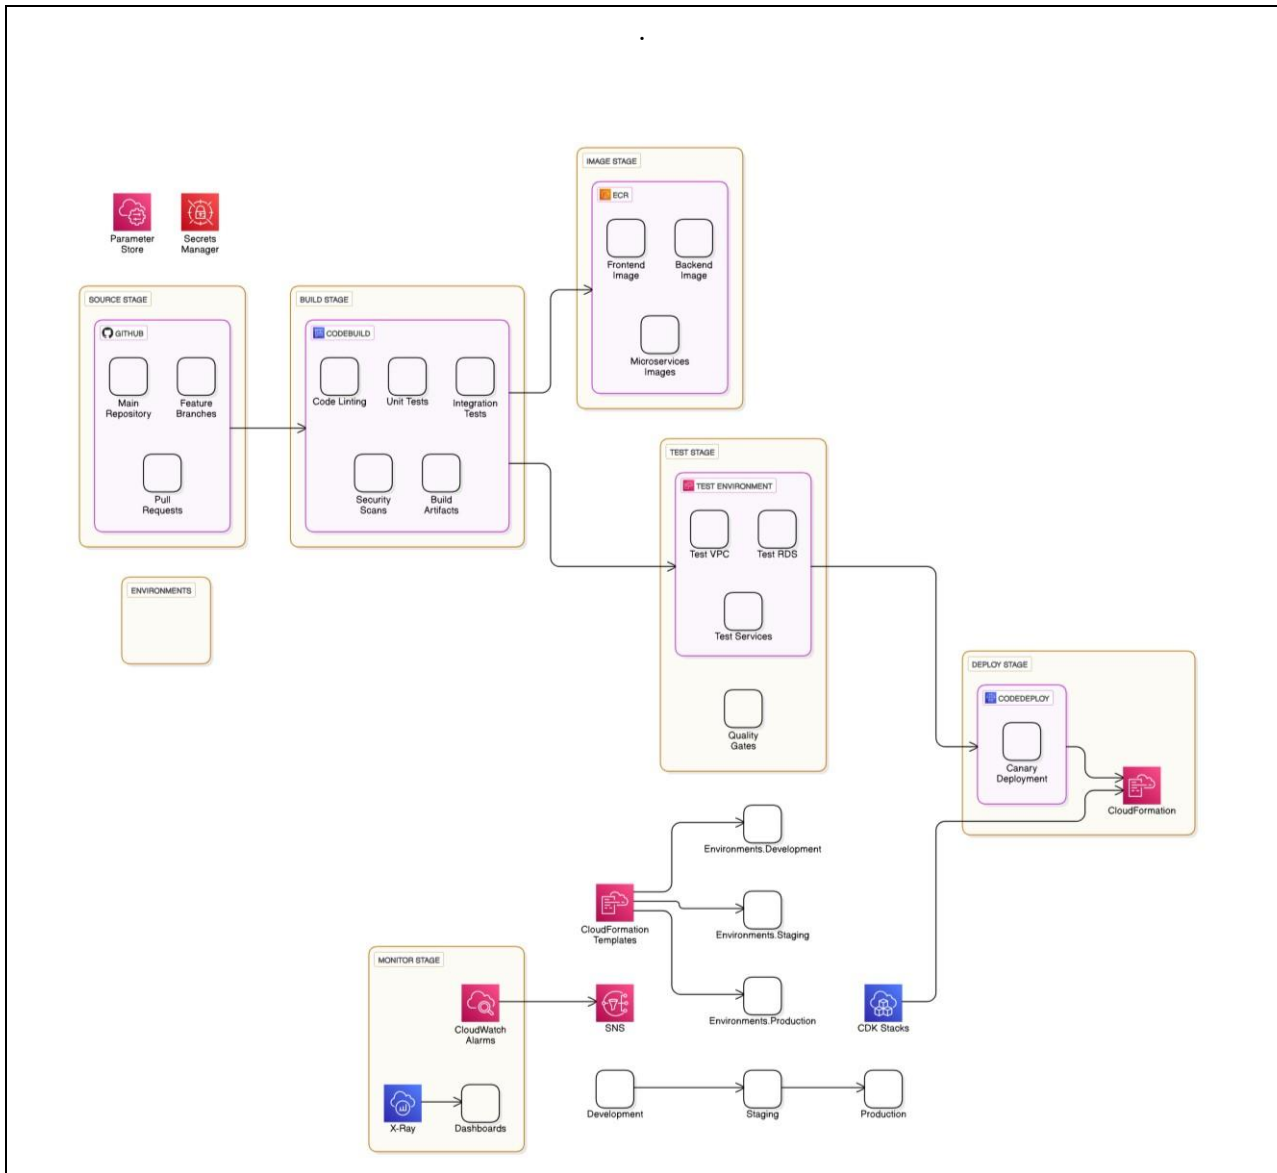 .
IMAGE STAGE
ECR
Frontend
Image
Backend
Image
Microservices
Images
Parameter
Store
Secrets
Manager
SOURCE STAGE
GITHUB
Main
Repository
Feature
Branches
Pull
Requests
BUILD STAGE
CODEBUILD
Code Linting
Unit Tests
Integration
Tests
Security
Scans
Build
Artifacts
TEST STAGE
TEST ENVIRONMENT
Test VPC
Test RDS
Test Services
Quality
Gates
ENVIRONMENTS
DEPLOY STAGE
CODEDEPLOY
Canary
Deployment
CloudFormation
Environments.Development
CloudFormation
Templates
Environments.Staging
Environments.Production
MONITOR STAGE
CloudWatch
Alarms
SNS
CDK Stacks
X-Ray
Dashboards
Development
Staging
Production